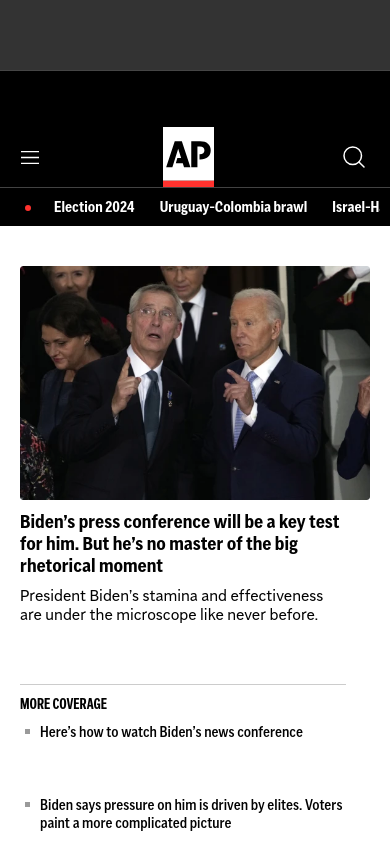 AP
Election 2024 Uruguay-Colombia brawl Israel-H
Biden’s press conference will be a key test
for him. But he’s no master of the big
rhetorical moment
President Biden’s stamina and effectiveness
are under the microscope like never before.
MORE COVERAGE
Here’s how to watch Biden’s news conference
Biden says pressure on him is driven by elites. Voters
paint a more complicated picture